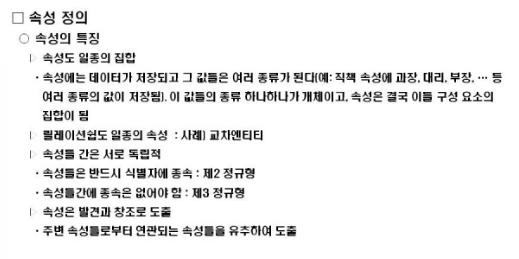 □ 속성 정의
○ 속성의 특징
▷ 속성도 일종의 집합
· 속성에는 데이터가 저장되고 그 값들은 여러 종류가 된다(예: 직책 속성에 과장, 대리, 부장, … 등
여러 종류의 값이 저장됨). 이 값들의 종류 하나하나가 개체이고, 속성은 결국 이들 구성 요소의
집합이 됨
▷ 릴레이션쉽도 일종의 속성 : 사례) 교차엔티티
▷ 속성들 간은 서로 독립적
· 속성들은 반드시 식별자에 종속 : 제2 정규형
· 속성들간에 종속은 없어야 함 : 제3 정규형
▷ 속성은 발견과 창조로 도출
· 주변 속성들로부터 연관되는 속성들을 유추하여 도출